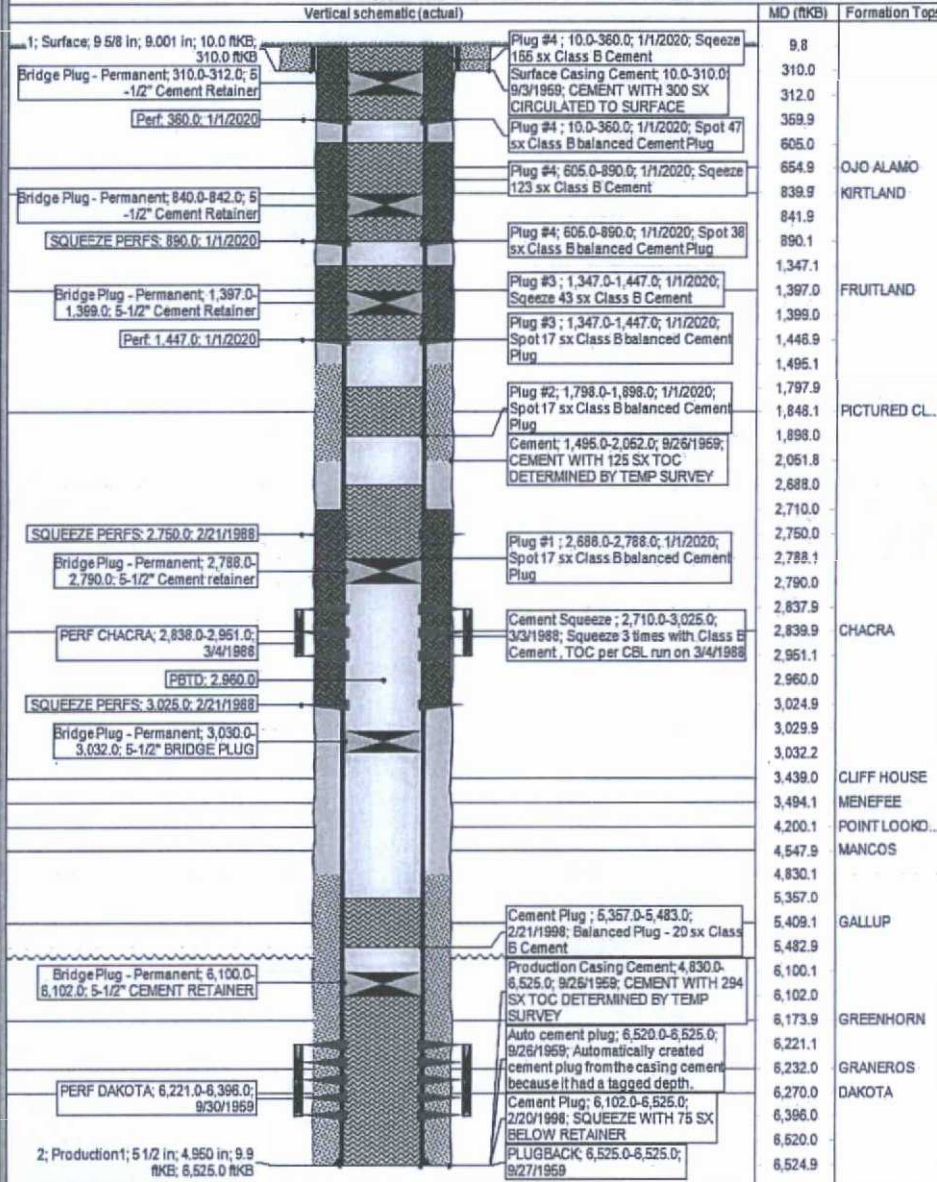 Vertical schematic (actual)
MD (ftKB)
Formation Tops
1; Surface; 9 5/8 in; 9.001 in; 10.0 ftKB;
310.0 ftKB
Bridge Plug - Permanent; 310.0-312.0; 5
-1/2" Cement Retainer
Perf; 360.0; 1/1/2020
Bridge Plug - Permanent; 840.0-842.0; 5
-1/2" Cement Retainer
SQUEEZE PERFS; 890.0; 1/1/2020
Bridge Plug - Permanent; 1,397.0-
1,399.0; 5-1/2" Cement Retainer
Perf; 1,447.0; 1/1/2020
SQUEEZE PERFS; 2,750.0; 2/21/1988
Bridge Plug - Permanent; 2,788.0-
2,790.0; 5-1/2" Cement retainer
PERF CHACRA; 2,838.0-2,951.0;
3/4/1988
PBTD; 2,960.0
SQUEEZE PERFS; 3,025.0; 2/21/1988
Bridge Plug - Permanent; 3,030.0-
3,032.0; 5-1/2" BRIDGE PLUG
Bridge Plug - Permanent; 6,100.0-
6,102.0; 5-1/2" CEMENT RETAINER
PERF DAKOTA; 6,221.0-6,396.0;
9/30/1959
2; Production1; 5 1/2 in; 4.950 in; 9.9
ftKB; 6,525.0 ftKB
Plug #4 ; 10.0-360.0; 1/1/2020; Sqeeze
155 sx Class B Cement
Surface Casing Cement; 10.0-310.0;
9/3/1959; CEMENT WITH 300 SX
CIRCULATED TO SURFACE
Plug #4 ; 10.0-360.0; 1/1/2020; Spot 47
sx Class B balanced Cement Plug
Plug #4; 605.0-890.0; 1/1/2020; Sqeeze
123 sx Class B Cement
Plug #4; 605.0-890.0; 1/1/2020; Spot 38
sx Class B balanced Cement Plug
Plug #3 ; 1,347.0-1,447.0; 1/1/2020;
Sqeeze 43 sx Class B Cement
Plug #3 ; 1,347.0-1,447.0; 1/1/2020;
Spot 17 sx Class B balanced Cement
Plug
Plug #2; 1,798.0-1,898.0; 1/1/2020;
Spot 17 sx Class B balanced Cement
Plug
Cement; 1,495.0-2,052.0; 9/26/1959;
CEMENT WITH 125 SX TOC
DETERMINED BY TEMP SURVEY
Plug #1 ; 2,688.0-2,788.0; 1/1/2020;
Spot 17 sx Class B balanced Cement
Plug
Cement Squeeze ; 2,710.0-3,025.0;
3/3/1988; Squeeze 3 times with Class B
Cement , TOC per CBL run on 3/4/1988
Cement Plug ; 5,357.0-5,483.0;
2/21/1998; Balanced Plug - 20 sx Class
B Cement
Production Casing Cement; 4,830.0-
6,525.0; 9/26/1959; CEMENT WITH 294
SX TOC DETERMINED BY TEMP
SURVEY
Auto cement plug; 6,520.0-6,525.0;
9/26/1959; Automatically created
cement plug from the casing cement
because it had a tagged depth.
Cement Plug; 6,102.0-6,525.0;
2/20/1998; SQUEEZE WITH 75 SX
BELOW RETAINER
PLUGBACK; 6,525.0-6,525.0;
9/27/1959
9.8
310.0
312.0
359.9
605.0
654.9 OJO ALAMO
839.9 KIRTLAND
841.9
890.1
1,347.1
1,397.0 FRUITLAND
1,399.0
1,446.9
1,495.1
1,797.9
1,848.1 PICTURED CL...
1,898.0
2,051.8
2,688.0
2,710.0
2,750.0
2,788.1
2,790.0
2,837.9
2,839.9 CHACRA
2,951.1
2,960.0
3,024.9
3,029.9
3,032.2
3,439.0 CLIFF HOUSE
3,494.1 MENEFEE
4,200.1 POINT LOOKO...
4,547.9 MANCOS
4,830.1
5,357.0
5,409.1 GALLUP
5,482.9
6,100.1
6,102.0
6,173.9 GREENHORN
6,221.1
6,232.0 GRANEROS
6,270.0 DAKOTA
6,396.0
6,520.0
6,524.9